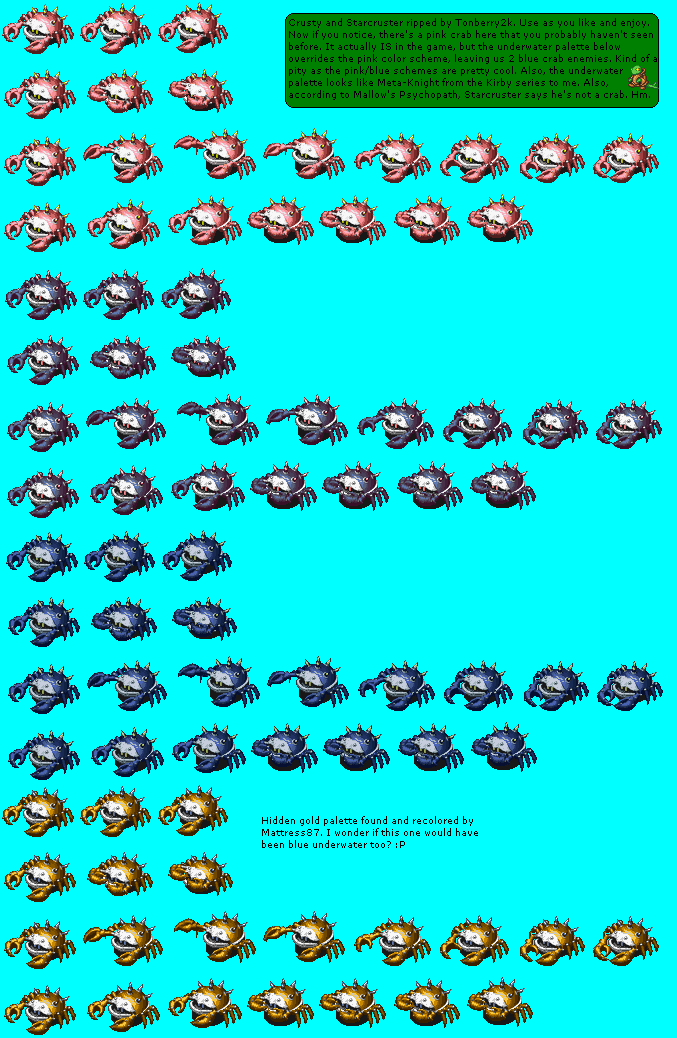 Crusty and Starcruster ripped by Tonberry2k. Use as you like and enjoy.
Now if you notice, there's a pink crab here that you probably haven't seen
before. It actually IS in the game, but the underwater palette below
overrides the pink color scheme, leaving us 2 blue crab enemies. Kind of a
pity as the pink/blue schemes are pretty cool. Also, the underwater
palette looks like Meta-Knight from the Kirby series to me. Also,
according to Mallow's Psychopath, Starcruster says he's not a crab. Hm.
Hidden gold palette found and recolored by
Mattress87. I wonder if this one would have
been blue underwater too? :P